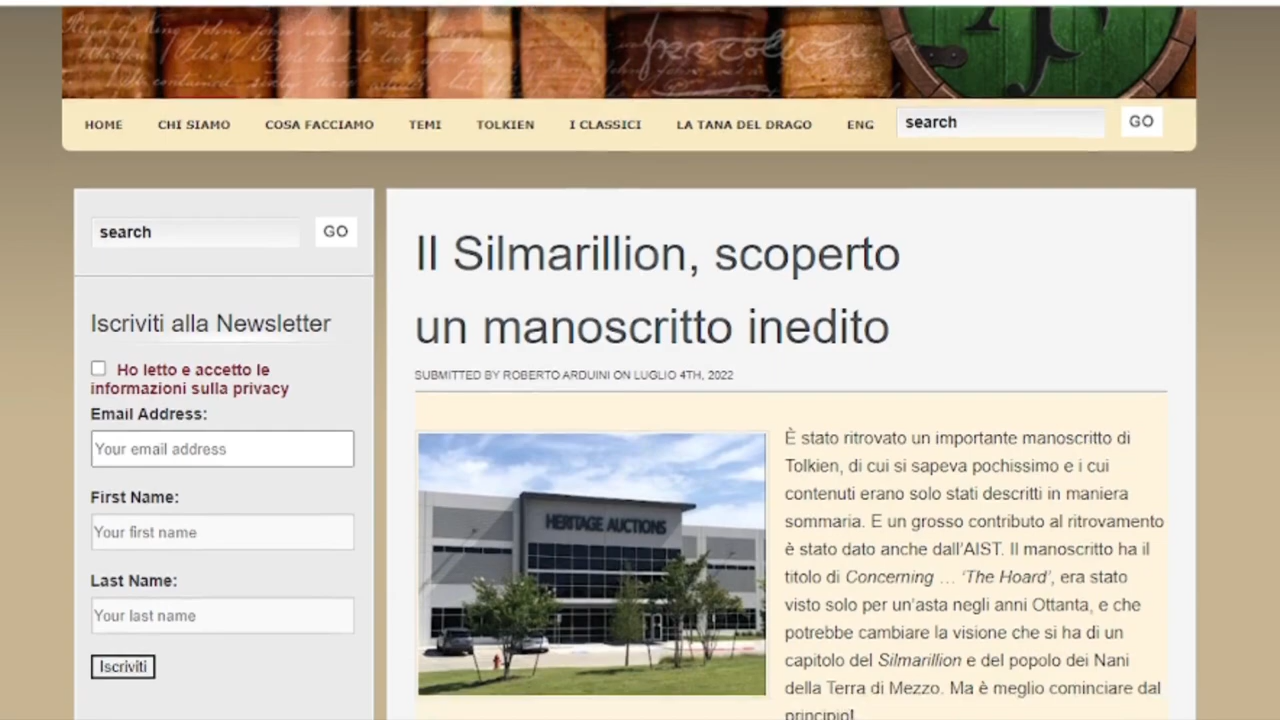 HOME CHI SIAMO COSA FACCIAMO TEMI TOLKIEN I CLASSICI LA TANA DEL DRAGO ENG search GO
search GO
Iscriviti alla Newsletter
Ho letto e accetto le
informazioni sulla privacy
Email Address:
Your email address
First Name:
Your first name
Last Name:
Your last name
Iscriviti
Il Silmarillion, scoperto
un manoscritto inedito
SUBMITTED BY ROBERTO ARDUINI ON LUGLIO 4TH, 2022
HERITAGE AUCTIONS
È stato ritrovato un importante manoscritto di
Tolkien, di cui si sapeva pochissimo e i cui
contenuti erano solo stati descritti in maniera
sommaria. E un grosso contributo al ritrovamento
è stato dato anche dall'AIST. Il manoscritto ha il
titolo di Concerning … 'The Hoard', era stato
visto solo per un'asta negli anni Ottanta, e che
potrebbe cambiare la visione che si ha di un
capitolo del Silmarillion e del popolo dei Nani
della Terra di Mezzo. Ma è meglio cominciare dal
principio!